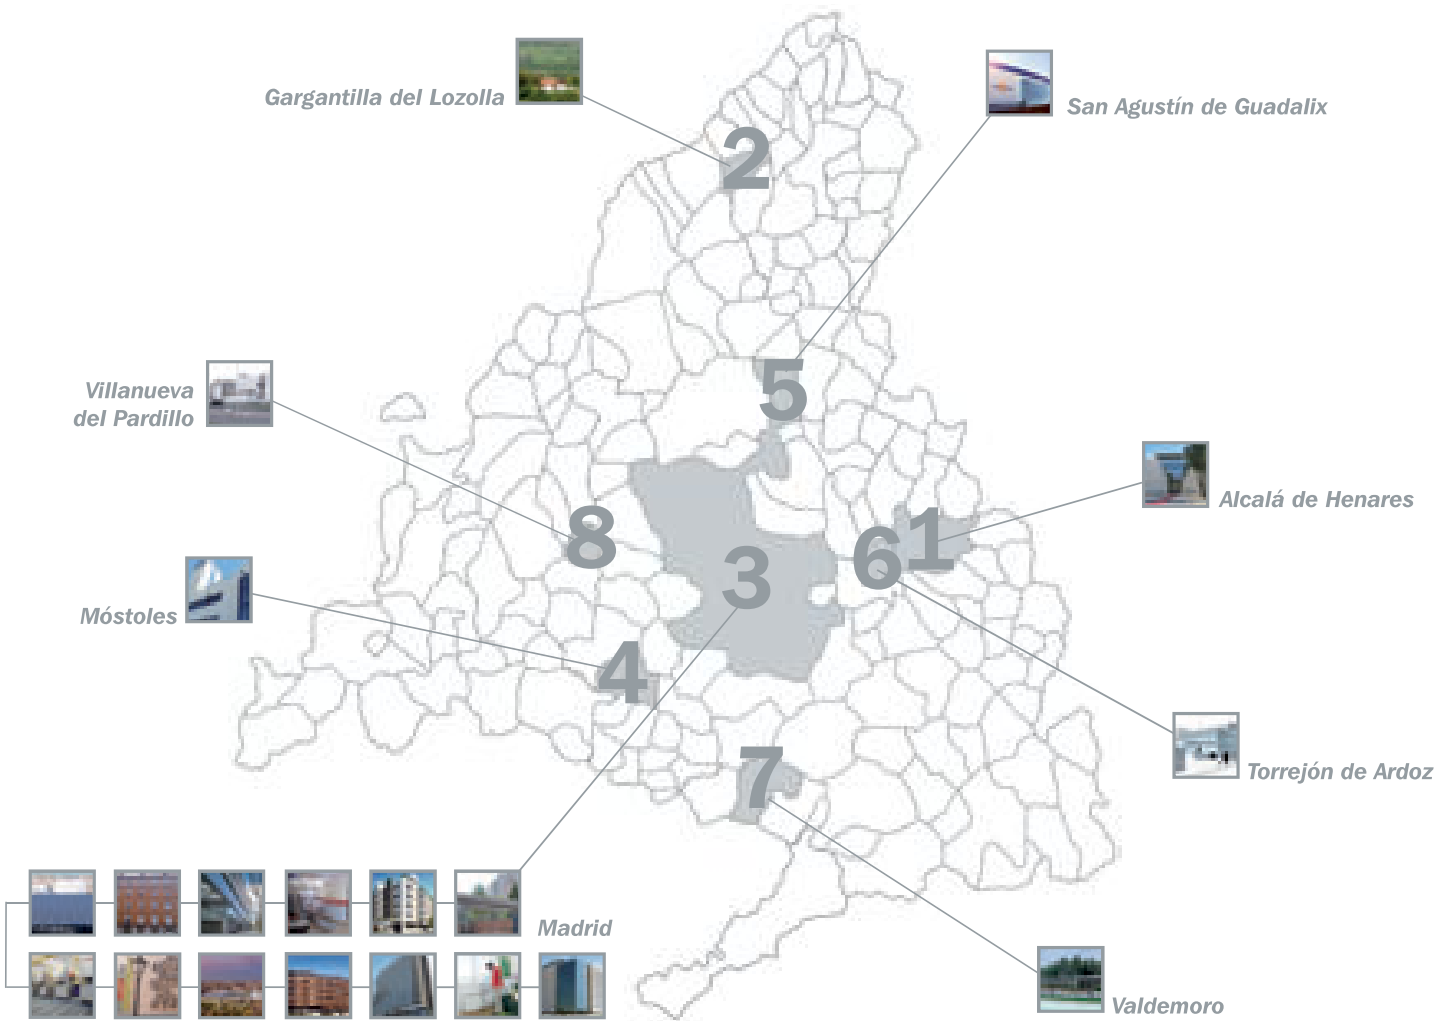 Gargantilla del Lozolla
San Agustín de Guadalix
2
5
Villanueva
del Pardillo
Alcalá de Henares
8
3
6
1
Móstoles
4
Torrejón de Ardoz
7
Madrid
Valdemoro